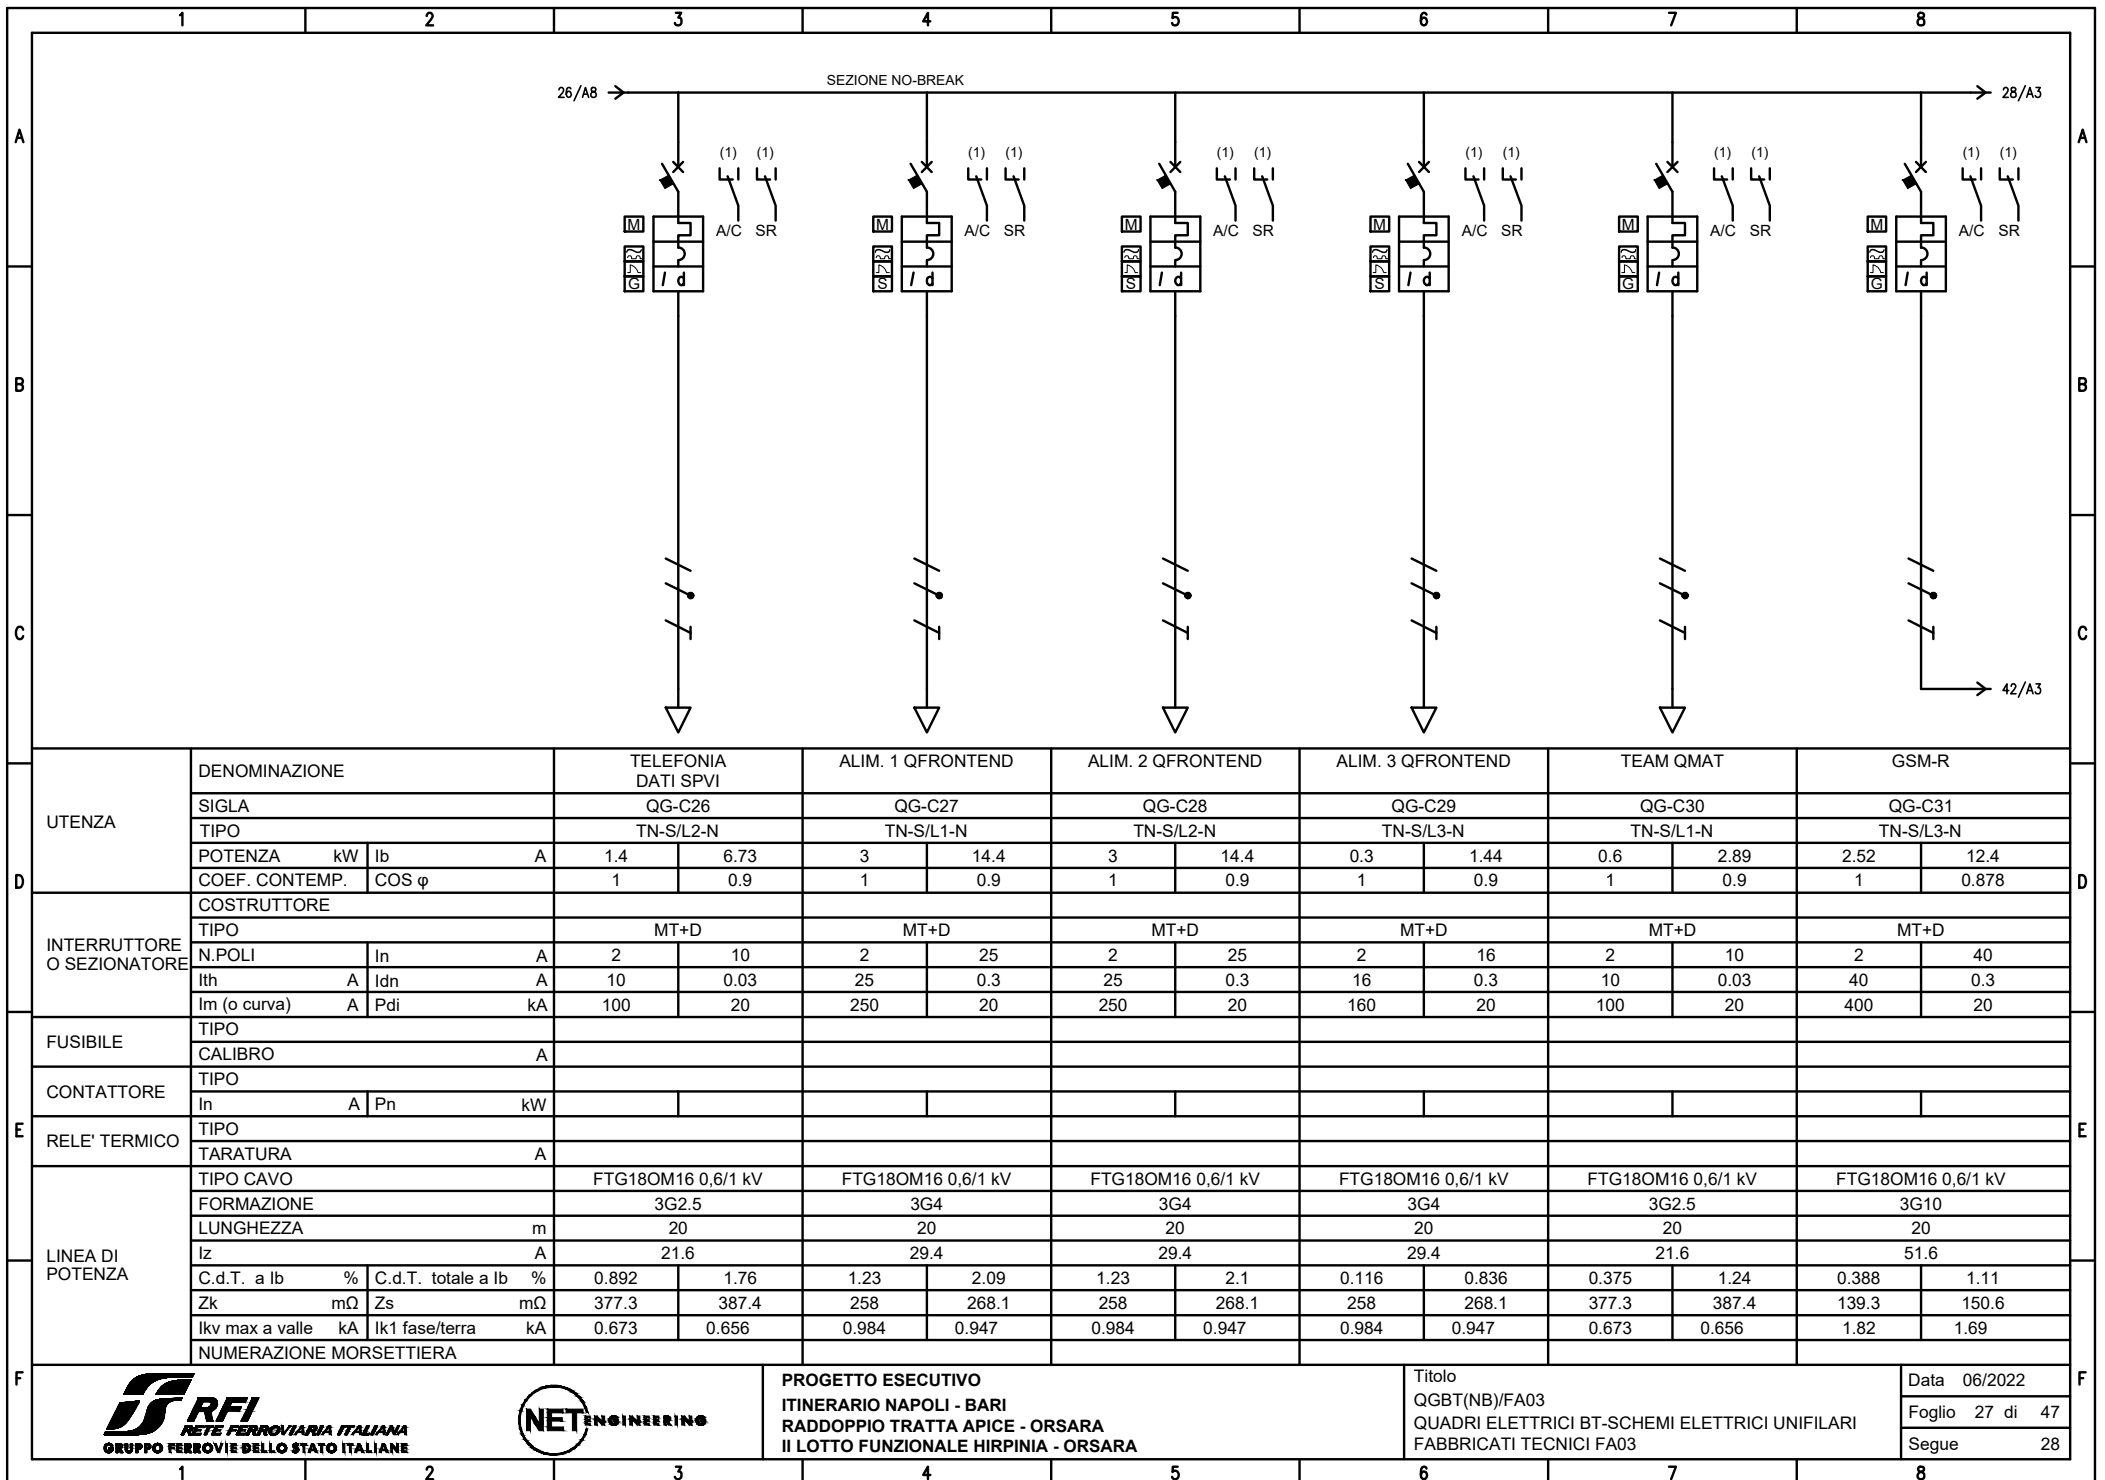 1 2 3 4 5 6 7 8
SEZIONE NO-BREAK
26/A8 28/A3
A A
(1) (1) (1) (1) (1) (1) (1) (1) (1) (1) (1) (1)
M A/C SR M A/C SR M A/C SR M A/C SR M A/C SR M A/C SR
G I d S I d S I d S I d G I d G I d
B B
C C
42/A3
UTENZA
DENOMINAZIONE TELEFONIA DATI SPVI ALIM. 1 QFRONTEND ALIM. 2 QFRONTEND ALIM. 3 QFRONTEND TEAM QMAT GSM-R
SIGLA QG-C26 QG-C27 QG-C28 QG-C29 QG-C30 QG-C31
TIPO TN-S/L2-N TN-S/L1-N TN-S/L2-N TN-S/L3-N TN-S/L1-N TN-S/L3-N
POTENZA kW Ib A 1.4 6.73 3 14.4 3 14.4 0.3 1.44 0.6 2.89 2.52 12.4
D D
COEF. CONTEMP. COS φ 1 0.9 1 0.9 1 0.9 1 0.9 1 0.9 1 0.878
INTERRUTTORE
O SEZIONATORE
COSTRUTTORE
TIPO MT+D MT+D MT+D MT+D MT+D MT+D
N.POLI In A 2 10 2 25 2 25 2 16 2 10 2 40
Ith A Idn A 10 0.03 25 0.3 25 0.3 16 0.3 10 0.03 40 0.3
Im (o curva) A Pdi kA 100 20 250 20 250 20 160 20 100 20 400 20
FUSIBILE
TIPO
CALIBRO A
CONTATTORE
TIPO
In A Pn kW
E E
RELE' TERMICO
TIPO
TARATURA A
LINEA DI
POTENZA
TIPO CAVO FTG18OM16 0,6/1 kV FTG18OM16 0,6/1 kV FTG18OM16 0,6/1 kV FTG18OM16 0,6/1 kV FTG18OM16 0,6/1 kV FTG18OM16 0,6/1 kV
FORMAZIONE 3G2.5 3G4 3G4 3G4 3G2.5 3G10
LUNGHEZZA m 20 20 20 20 20 20
Iz A 21.6 29.4 29.4 29.4 21.6 51.6
C.d.T. a Ib % C.d.T. totale a Ib % 0.892 1.76 1.23 2.09 1.23 2.1 0.116 0.836 0.375 1.24 0.388 1.11
Zk mΩ Zs mΩ 377.3 387.4 258 268.1 258 268.1 258 268.1 377.3 387.4 139.3 150.6
Ikv max a valle kA Ik1 fase/terra kA 0.673 0.656 0.984 0.947 0.984 0.947 0.984 0.947 0.673 0.656 1.82 1.69
NUMERAZIONE MORSETTIERA
F F
RFI
RETE FERROVIARIA ITALIANA
GRUPPO FERROVIE DELLO STATO ITALIANE
NET ENGINEERING
PROGETTO ESECUTIVO
ITINERARIO NAPOLI - BARI
RADDOPPIO TRATTA APICE - ORSARA
II LOTTO FUNZIONALE HIRPINIA - ORSARA
Titolo
QGBT(NB)/FA03
QUADRI ELETTRICI BT-SCHEMI ELETTRICI UNIFILARI
FABBRICATI TECNICI FA03
Data 06/2022
Foglio 27 di 47
Segue 28
1 2 3 4 5 6 7 8